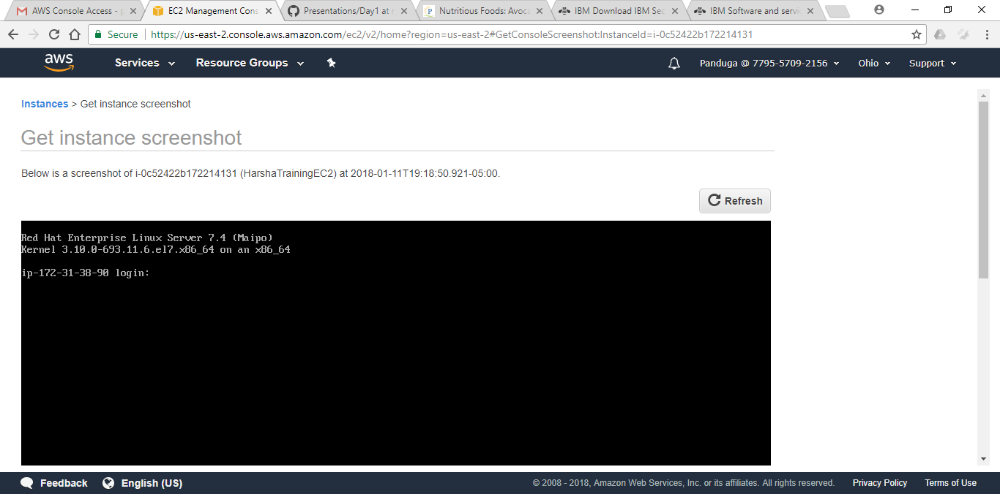 AWS Console Access - p
EC2 Management Cons
Presentations/Day1 at
Nutritious Foods: Avoca
IBM Download IBM Sec
IBM Software and servi
Secure
https://us-east-2.console.aws.amazon.com/ec2/v2/home?region=us-east-2#GetConsoleScreenshot:InstanceId=i-0c52422b172214131
aws
Services
Resource Groups
Panduga @ 7795-5709-2156
Ohio
Support
Instances > Get instance screenshot
Get instance screenshot
Below is a screenshot of i-0c52422b172214131 (HarshaTrainingEC2) at 2018-01-11T19:18:50.921-05:00.
Refresh
Red Hat Enterprise Linux Server 7.4 (Maipo)
Kernel 3.10.0-693.11.6.el7.x86_64 on an x86_64
ip-172-31-38-90 login:
Feedback
English (US)
© 2008 - 2018, Amazon Web Services, Inc. or its affiliates. All rights reserved.
Privacy Policy
Terms of Use